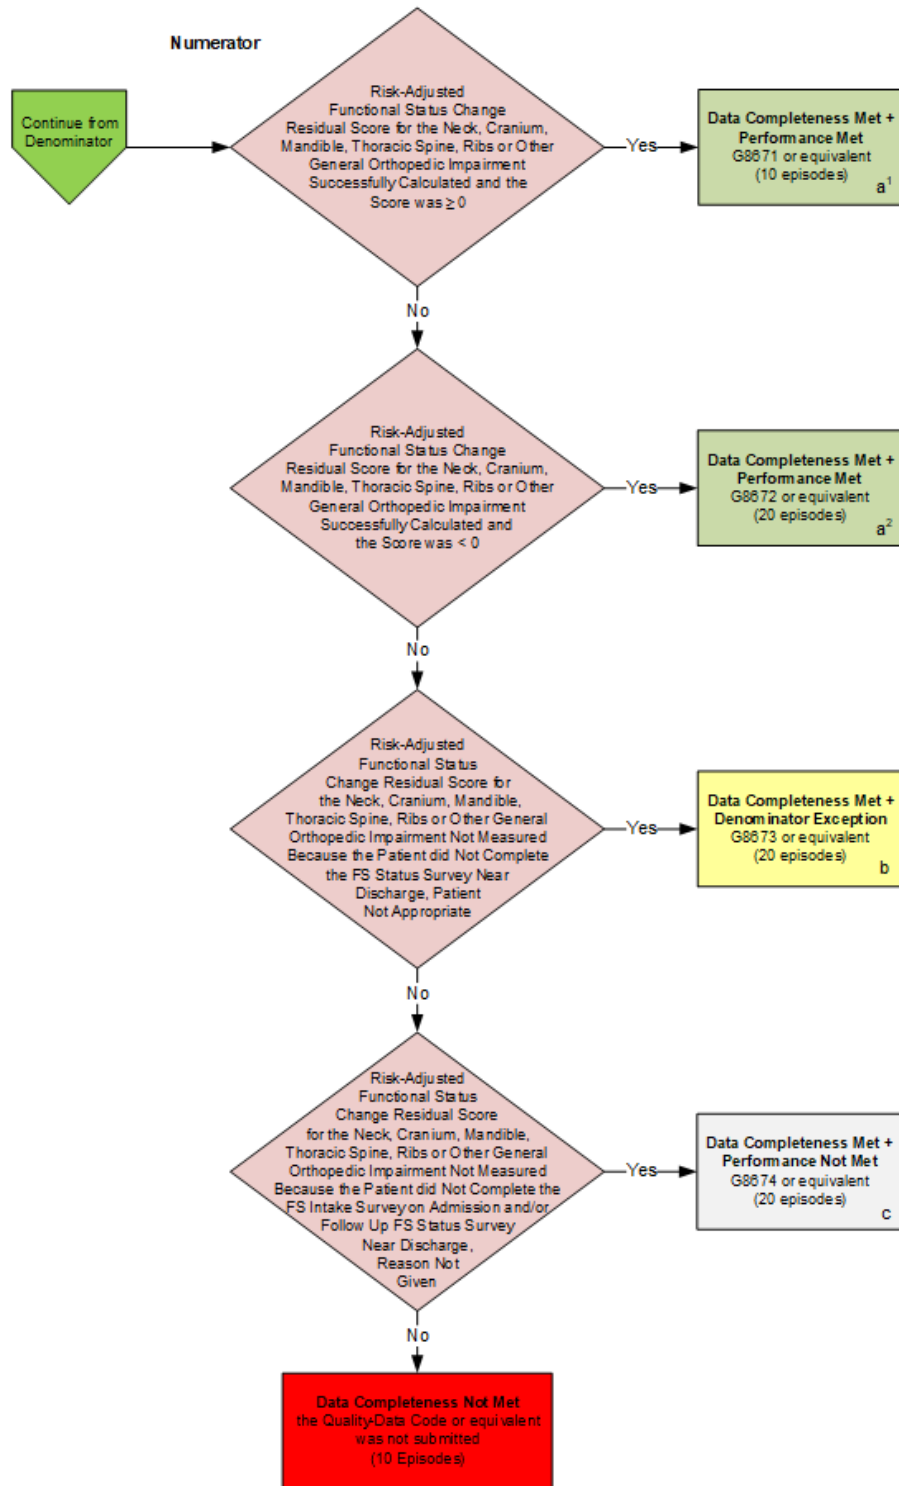 Numerator
Continue from
Denominator
Risk-Adjusted
Functional Status Change
Residual Score for the Neck, Cranium,
Mandible, Thoracic Spine, Ribs or Other
General Orthopedic Impairment
Successfully Calculated and the
Score was ≥ 0
Yes
Data Completeness Met +
Performance Met
G8671 or equivalent
(10 episodes)
a¹
No
Risk-Adjusted
Functional Status Change
Residual Score for the Neck, Cranium,
Mandible, Thoracic Spine, Ribs or Other
General Orthopedic Impairment
Successfully Calculated and
the Score was < 0
Yes
Data Completeness Met +
Performance Met
G8672 or equivalent
(20 episodes)
a²
No
Risk-Adjusted
Functional Status
Change Residual Score for
the Neck, Cranium, Mandible,
Thoracic Spine, Ribs or Other General
Orthopedic Impairment Not Measured
Because the Patient did Not Complete
the FS Status Survey Near
Discharge, Patient
Not Appropriate
Yes
Data Completeness Met +
Denominator Exception
G8673 or equivalent
(20 episodes)
b
No
Risk-Adjusted
Functional Status
Change Residual Score
for the Neck, Cranium, Mandible,
Thoracic Spine, Ribs or Other General
Orthopedic Impairment Not Measured
Because the Patient did Not Complete the
FS Intake Survey on Admission and/or
Follow Up FS Status Survey
Near Discharge,
Reason Not
Given
Yes
Data Completeness Met +
Performance Not Met
G8674 or equivalent
(20 episodes)
c
No
Data Completeness Not Met
the Quality-Data Code or equivalent
was not submitted
(10 Episodes)